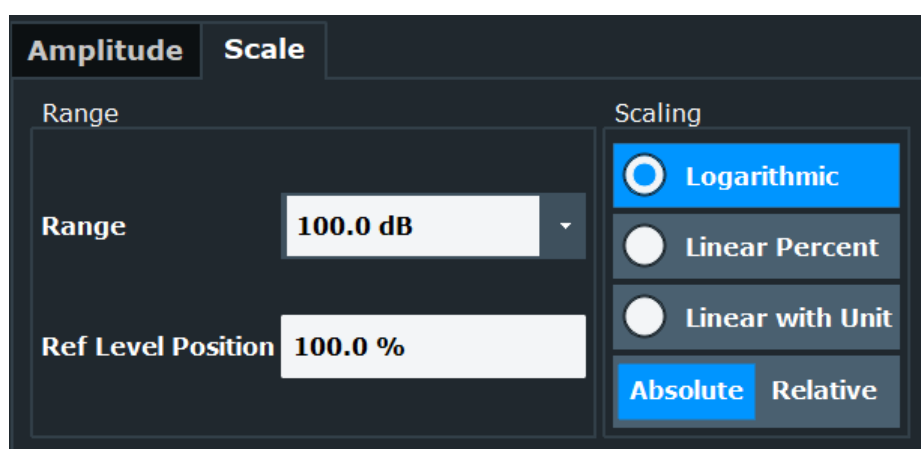 Amplitude Scale
Range
Range 100.0 dB
Ref Level Position 100.0 %
Scaling
Logarithmic
Linear Percent
Linear with Unit
Absolute Relative